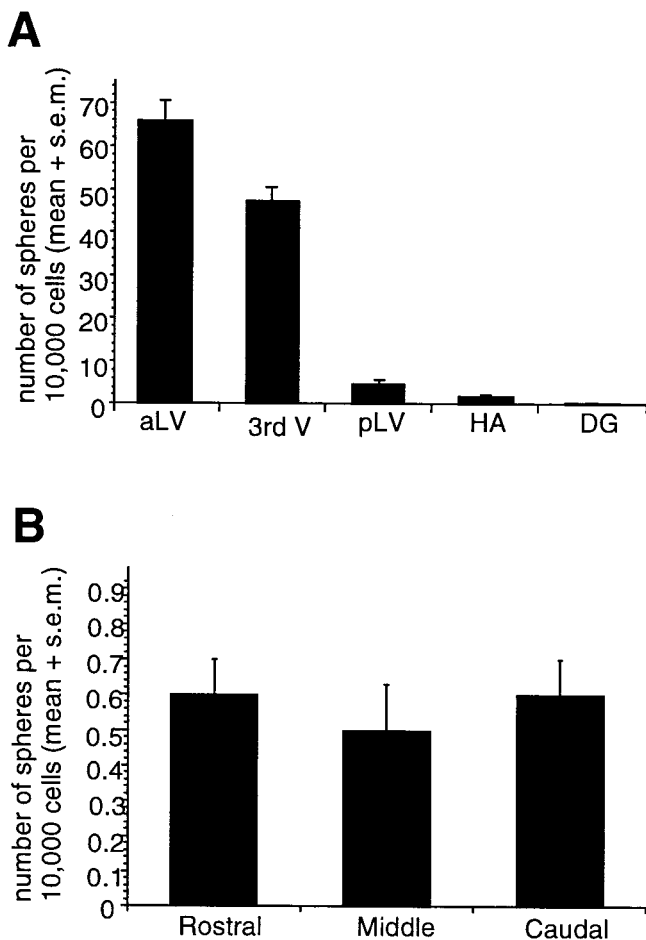 A
number of spheres per
10,000 cells (mean + s.e.m.)
70
60
50
40
30
20
10
0
aLV 3rd V pLV HA DG
B
number of spheres per
10,000 cells (mean + s.e.m.)
0.9
0.8
0.7
0.6
0.5
0.4
0.3
0.2
0.1
0
Rostral Middle Caudal